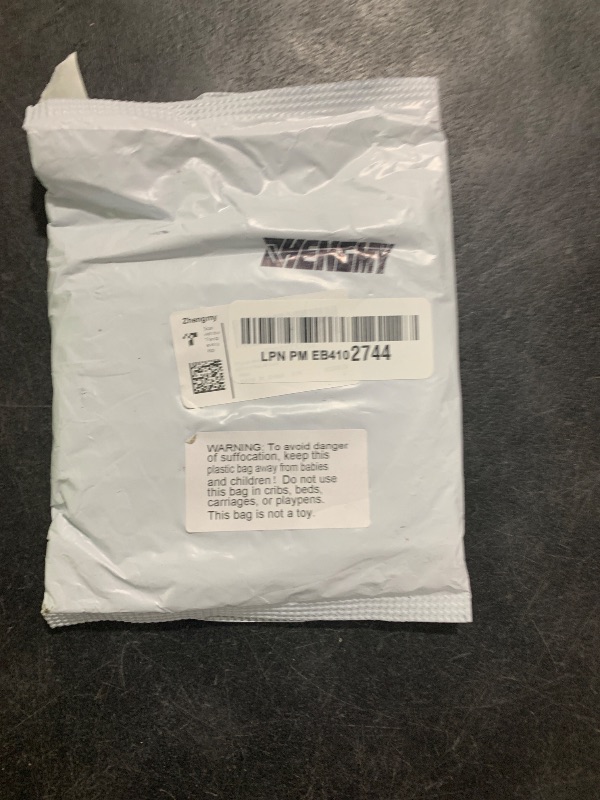 ZHENGMY
Zhengmy
LPN PM EB4102744
WARNING: To avoid danger
of suffocation, keep this
plastic bag away from babies
and children! Do not use
this bag in cribs, beds,
carriages, or playpens.
This bag is not a toy.